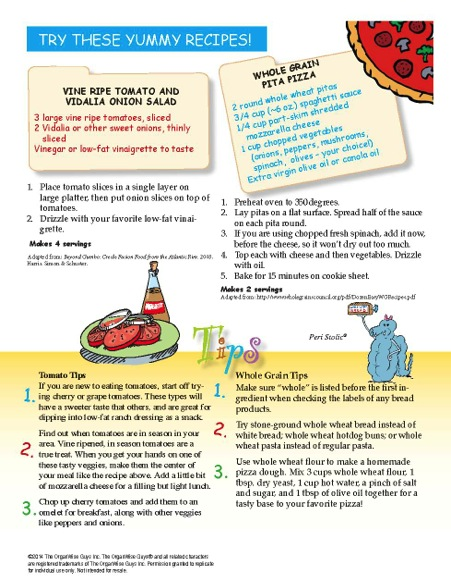 TRY THESE YUMMY RECIPES!
VINE RIPE TOMATO AND
VIDALIA ONION SALAD
3 large vine ripe tomatoes, sliced
2 Vidalia or other sweet onions, thinly
sliced
Vinegar or low-fat vinaigrette to taste
1. Place tomato slices in a single layer on
large platter, then put onion slices on top of
tomatoes.
2. Drizzle with your favorite low-fat vinai-
grette.
Makes 4 servings
Adapted from: Beyond Gumbo: Creole Fusion Food from the Atlantic Rim. 2003.
Harris. Simon & Schuster.
WHOLE GRAIN
PITA PIZZA
2 round whole wheat pitas
3/4 cup (~6 oz.) spaghetti sauce
1/4 cup part-skim shredded
mozzarella cheese
1 cup chopped vegetables
(onions, peppers, mushrooms,
spinach, olives - your choice!)
Extra virgin olive oil or canola oil
1. Preheat oven to 350 degrees.
2. Lay pitas on a flat surface. Spread half of the sauce
on each pita round.
3. If you are using chopped fresh spinach, add it now,
before the cheese, so it won't dry out too much.
4. Top each with cheese and then vegetables. Drizzle
with oil.
5. Bake for 15 minutes on cookie sheet.
Makes 2 servings
Adapted from: http://wwwwholegrainscouncil.org/pdf/DozenEasyWGRecipes.pdf
Tips
Peri Stolic®
Tomato Tips
1. If you are new to eating tomatoes, start off try-
ing cherry or grape tomatoes. These types will
have a sweeter taste that others, and are great for
dipping into low-fat ranch dressing as a snack.
2. Find out when tomatoes are in season in your
area. Vine ripened, in season tomatoes are a
true treat. When you get your hands on one of
these tasty veggies, make them the center of
your meal like the recipe above. Add a little bit
of mozzarella cheese for a filling but light lunch.
3. Chop up cherry tomatoes and add them to an
omelet for breakfast, along with other veggies
like peppers and onions.
Whole Grain Tips
1. Make sure "whole" is listed before the first in-
gredient when checking the labels of any bread
products.
2. Try stone-ground whole wheat bread instead of
white bread; whole wheat hotdog buns; or whole
wheat pasta instead of regular pasta.
3. Use whole wheat flour to make a homemade
pizza dough. Mix 3 cups whole wheat flour, 1
tbsp. dry yeast, 1 cup hot water, a pinch of salt
and sugar, and 1 tbsp of olive oil together for a
tasty base to your favorite pizza!
©2014 The OrganWise Guys Inc. The OrganWise Guys® and all related characters
are registered trademarks of The OrganWise Guys Inc. Permission granted to replicate
for individual use only. Not intended for resale.